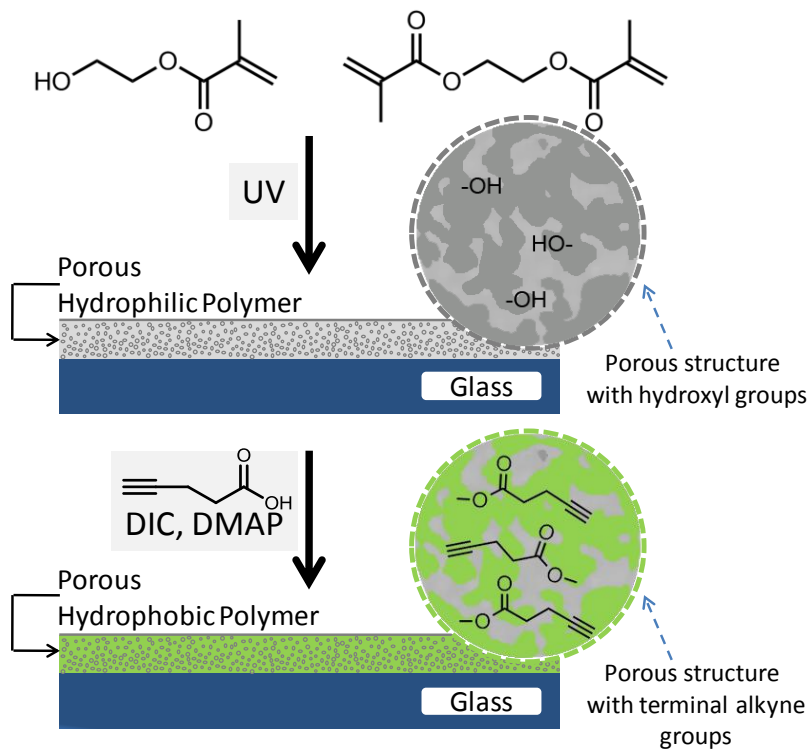 HO
O
O
O
O
O
O
UV
-OH
HO-
-OH
Porous
Hydrophilic Polymer
Glass
Porous structure
with hydroxyl groups
O
OH
DIC, DMAP
O
O
O
O
O
O
Porous
Hydrophobic Polymer
Glass
Porous structure
with terminal alkyne
groups